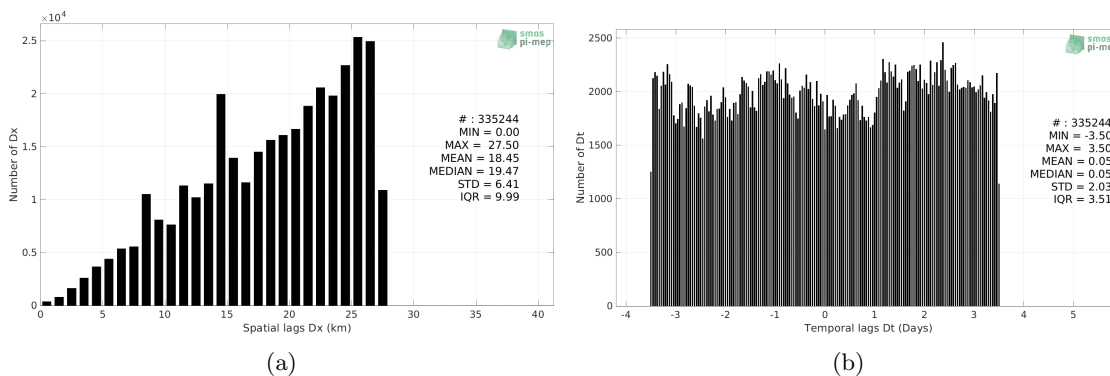 ×10⁴
2.5
2
1.5
1
0.5
0
Number of Dx
smos
pi-mep
# : 335244
MIN = 0.00
MAX = 27.50
MEAN = 18.45
MEDIAN = 19.47
STD = 6.41
IQR = 9.99
0 5 10 15 20 25 30 35 40
Spatial lags Dx (km)
(a)
2500
2000
1500
1000
500
0
Number of Dt
smos
pi-mep
# : 335244
MIN = -3.50
MAX = 3.50
MEAN = 0.05
MEDIAN = 0.05
STD = 2.03
IQR = 3.51
-4 -3 -2 -1 0 1 2 3 4 5
Temporal lags Dt (Days)
(b)